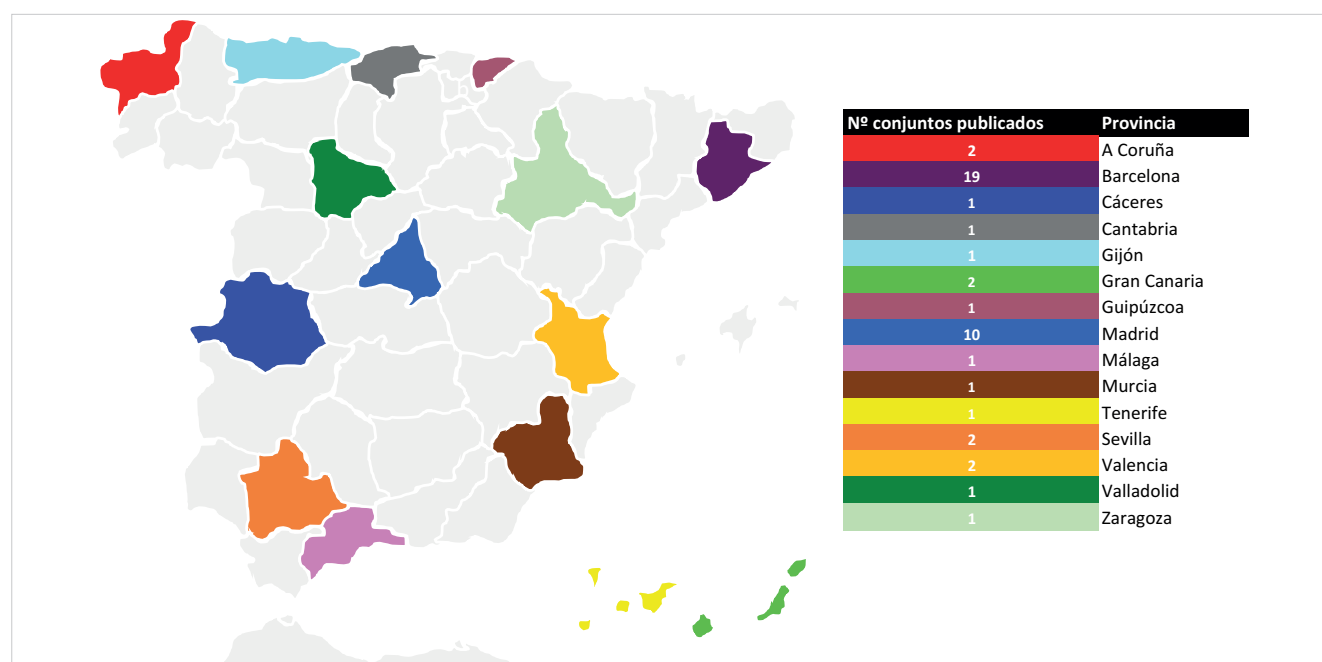 Nº conjuntos publicados Provincia
2 A Coruña
19 Barcelona
1 Cáceres
1 Cantabria
1 Gijón
2 Gran Canaria
1 Guipúzcoa
10 Madrid
1 Málaga
1 Murcia
1 Tenerife
2 Sevilla
2 Valencia
1 Valladolid
1 Zaragoza